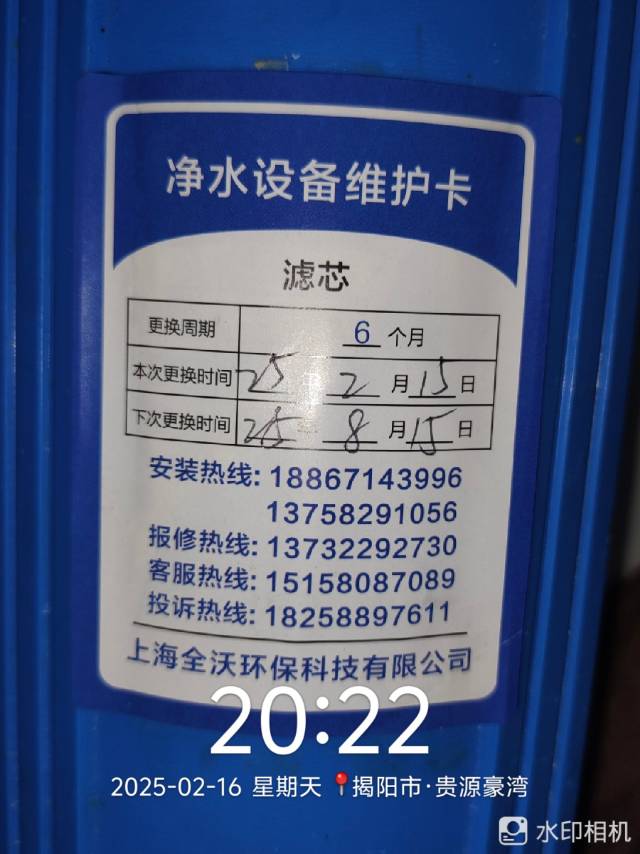 净水设备维护卡
滤芯
更换周期 6 个月
本次更换时间 25 年 2 月 15 日
下次更换时间 25 年 8 月 15 日
安装热线: 18867143996
13758291056
报修热线: 13732292730
客服热线: 15158087089
投诉热线: 18258897611
上海全沃环保科技有限公司
20:22
2025-02-16 星期天 📍揭阳市·贵源豪湾
水印相机